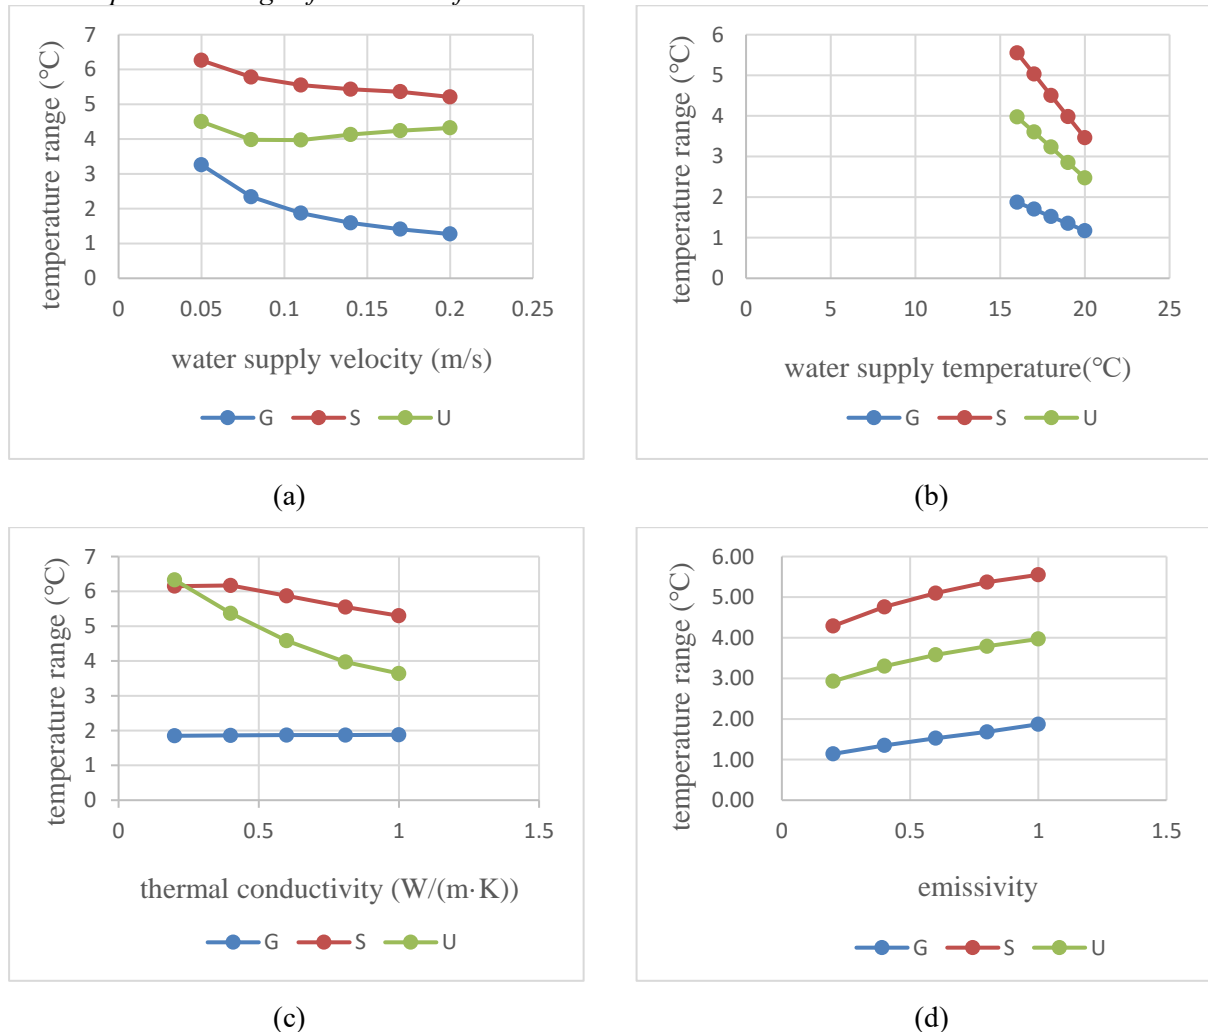 temperature range (℃)
7
6
5
4
3
2
1
0
0 0.05 0.1 0.15 0.2 0.25
water supply velocity (m/s)
G S U
(a)
temperature range (℃)
6
5
4
3
2
1
0
0 5 10 15 20 25
water supply temperature(℃)
G S U
(b)
temperature range (℃)
7
6
5
4
3
2
1
0
0 0.5 1 1.5
thermal conductivity (W/(m·K))
G S U
(c)
temperature range (℃)
6.00
5.00
4.00
3.00
2.00
1.00
0.00
0 0.5 1 1.5
emissivity
G S U
(d)